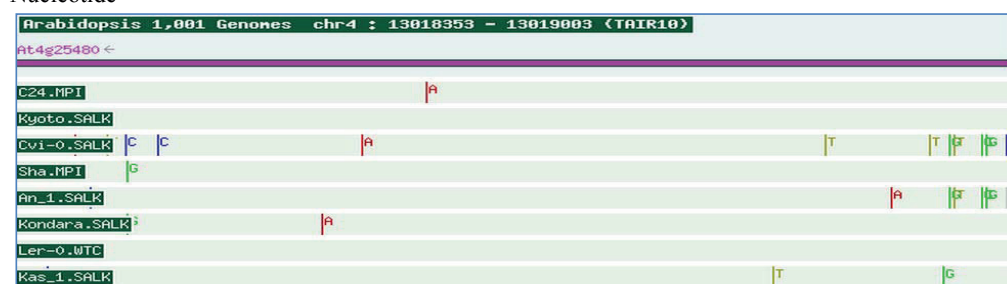 Nucleotide
Arabidopsis 1,001 Genomes chr4 : 13018353 - 13019003 (TAIR10)
At4g25480 ←
C24.MPI A
Kyoto.SALK
Cvi-0.SALK C C A T T G
Sha.MPI G
An_1.SALK A G
Kondara.SALK A
Ler-0.WTC
Kas_1.SALK T G